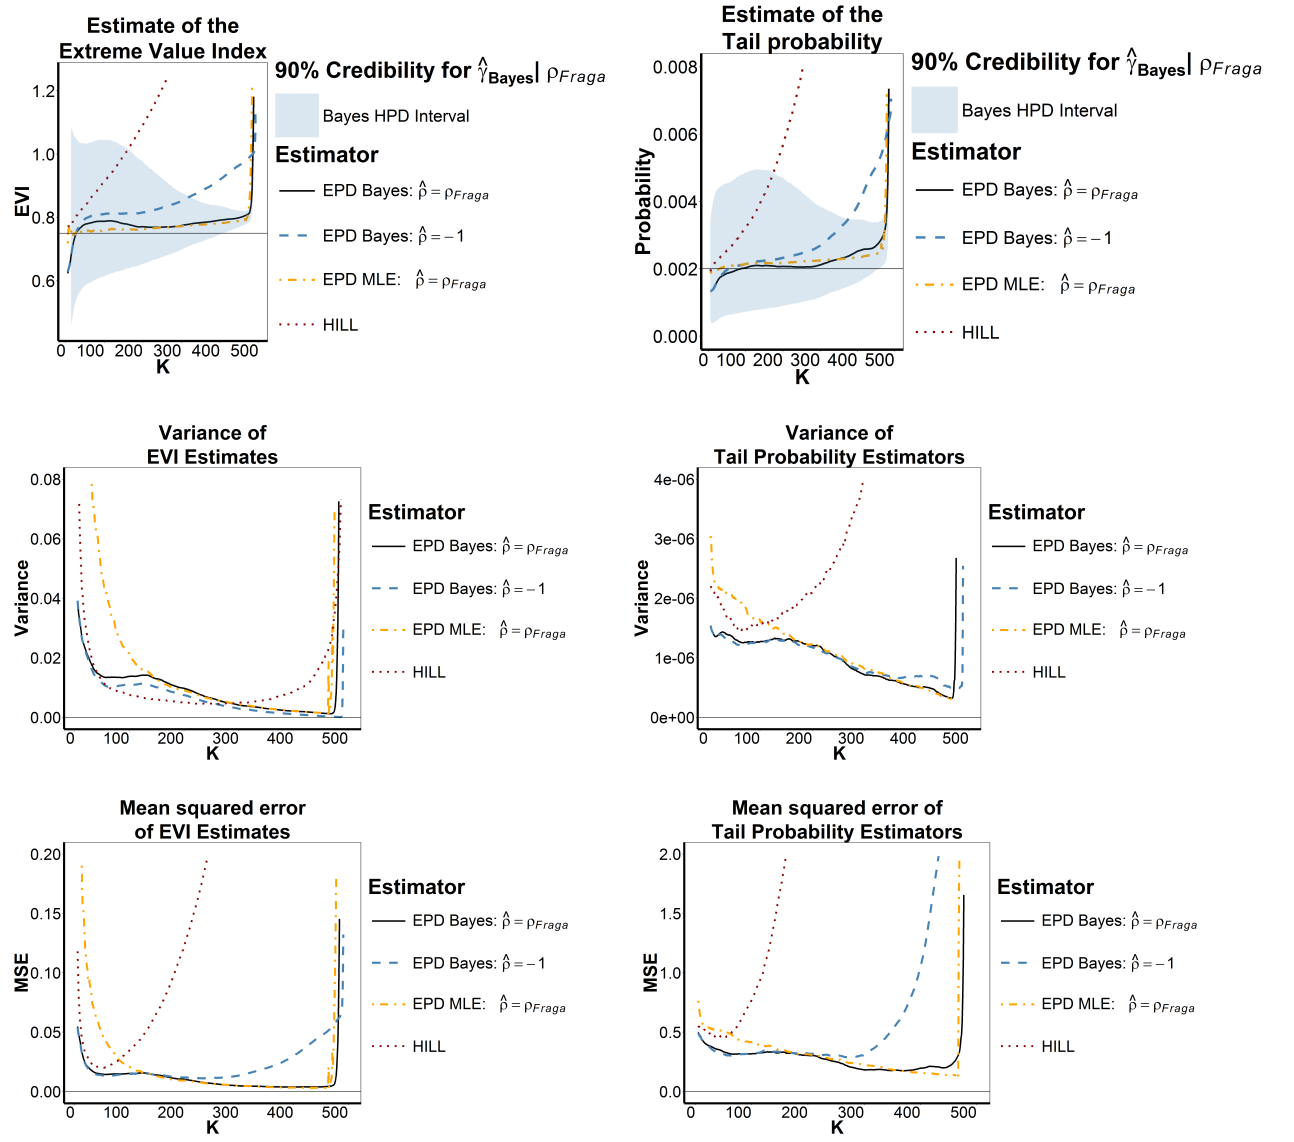 Estimate of the
Extreme Value Index
90% Credibility for γ̂Bayes| ρFraga
Bayes HPD Interval
Estimator
EPD Bayes: ρ̂ = ρFraga
EPD Bayes: ρ̂ = −1
EPD MLE: ρ̂ = ρFraga
HILL
EVI
1.2
1.0
0.8
0.6
0 100 200 300 400 500
K
Estimate of the
Tail probability
90% Credibility for γ̂Bayes| ρFraga
Bayes HPD Interval
Estimator
EPD Bayes: ρ̂ = ρFraga
EPD Bayes: ρ̂ = −1
EPD MLE: ρ̂ = ρFraga
HILL
Probability
0.008
0.006
0.004
0.002
0.000
0 100 200 300 400 500
K
Variance of
EVI Estimates
Estimator
EPD Bayes: ρ̂ = ρFraga
EPD Bayes: ρ̂ = −1
EPD MLE: ρ̂ = ρFraga
HILL
Variance
0.08
0.06
0.04
0.02
0.00
0 100 200 300 400 500
K
Variance of
Tail Probability Estimators
Estimator
EPD Bayes: ρ̂ = ρFraga
EPD Bayes: ρ̂ = −1
EPD MLE: ρ̂ = ρFraga
HILL
Variance
4e-06
3e-06
2e-06
1e-06
0e+00
0 100 200 300 400 500
K
Mean squared error
of EVI Estimates
Estimator
EPD Bayes: ρ̂ = ρFraga
EPD Bayes: ρ̂ = −1
EPD MLE: ρ̂ = ρFraga
HILL
MSE
0.20
0.15
0.10
0.05
0.00
0 100 200 300 400 500
K
Mean squared error of
Tail Probability Estimators
Estimator
EPD Bayes: ρ̂ = ρFraga
EPD Bayes: ρ̂ = −1
EPD MLE: ρ̂ = ρFraga
HILL
MSE
2.0
1.5
1.0
0.5
0.0
0 100 200 300 400 500
K